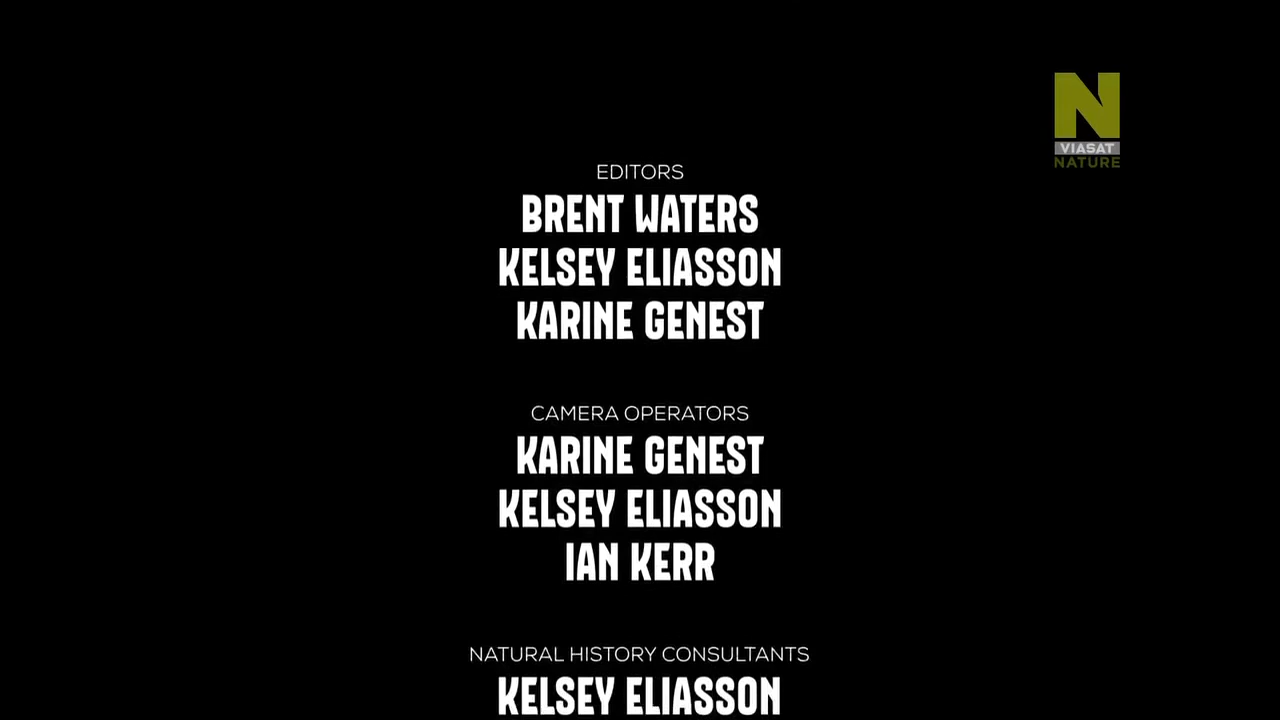 N
VIASAT
NATURE
EDITORS
BRENT WATERS
KELSEY ELIASSON
KARINE GENEST
CAMERA OPERATORS
KARINE GENEST
KELSEY ELIASSON
IAN KERR
NATURAL HISTORY CONSULTANTS
KELSEY ELIASSON